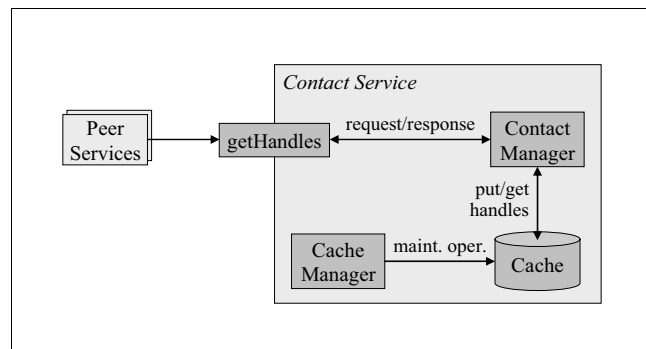 Contact Service
Peer
Services
getHandles
request/response
Contact
Manager
put/get
handles
Cache
Manager
maint. oper.
Cache